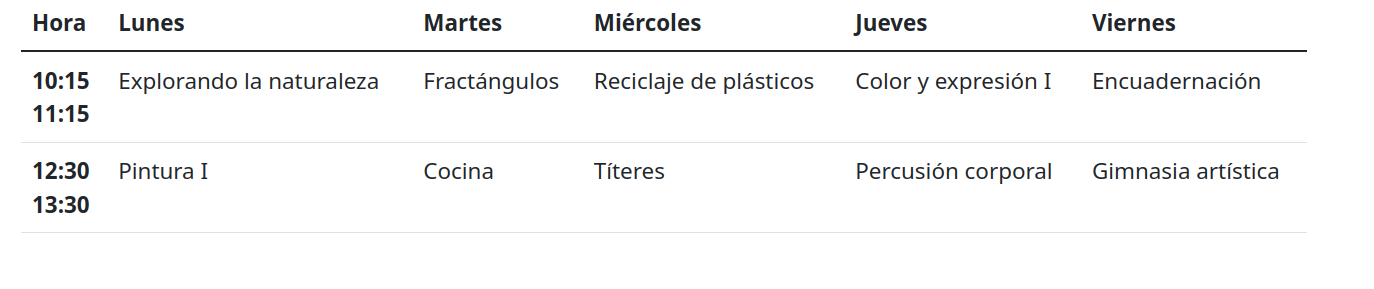 Hora Lunes Martes Miércoles Jueves Viernes
10:15 Explorando la naturaleza Fractángulos Reciclaje de plásticos Color y expresión I Encuadernación
11:15
12:30 Pintura I Cocina Títeres Percusión corporal Gimnasia artística
13:30